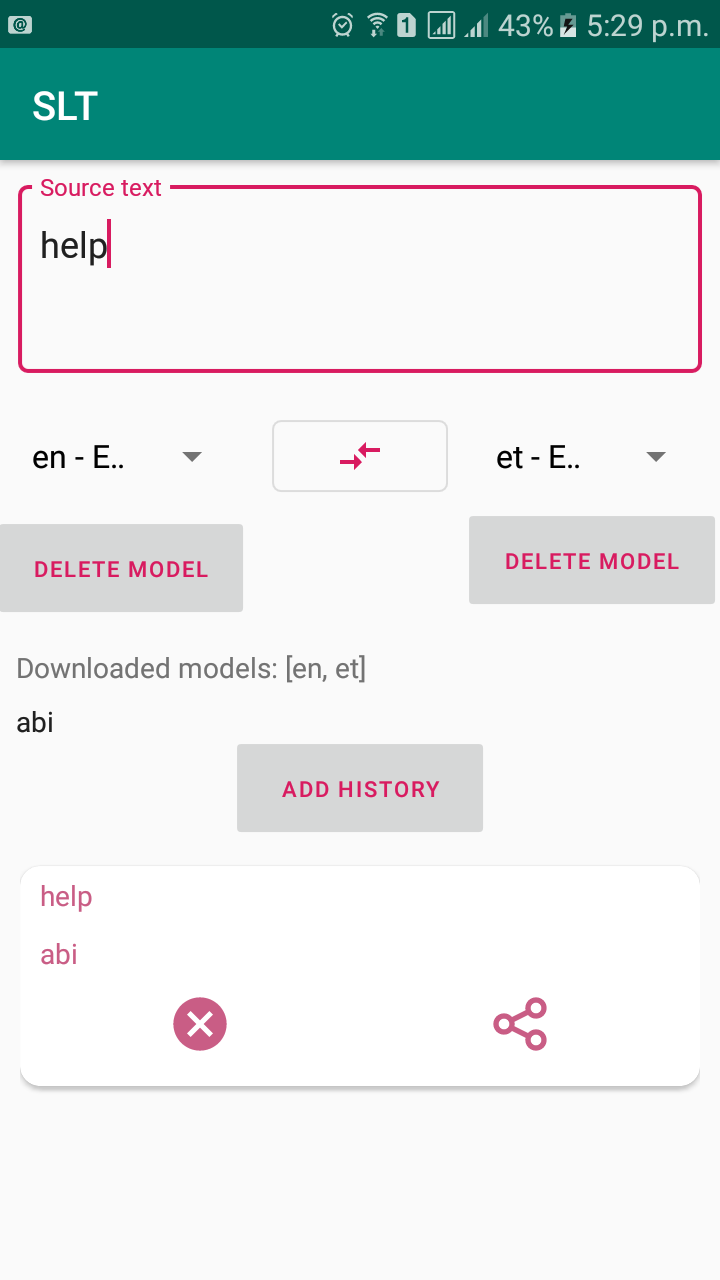 43% 5:29 p.m.
SLT
Source text
help
en - E.. et - E..
DELETE MODEL DELETE MODEL
Downloaded models: [en, et]
abi
ADD HISTORY
help
abi